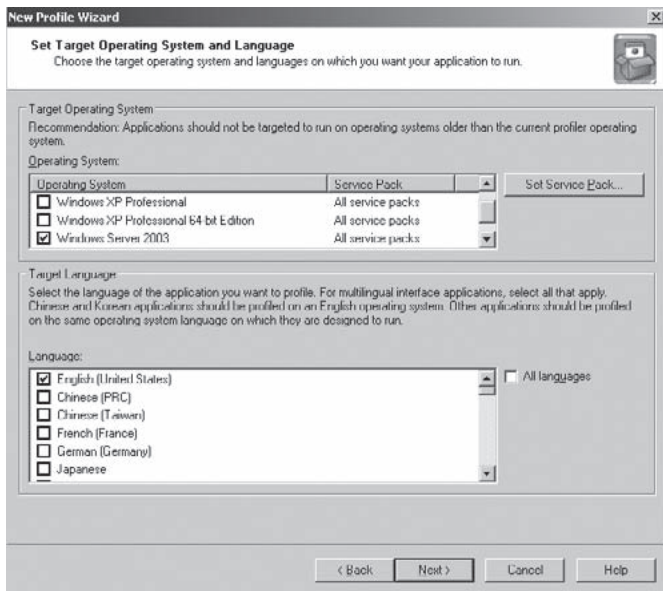 New Profile Wizard
Set Target Operating System and Language
Choose the target operating system and languages on which you want your application to run.
Target Operating System
Recommendation: Applications should not be targeted to run on operating systems older than the current profiler operating
system.
Operating System:
Operating System Service Pack
Windows XP Professional All service packs
Windows XP Professional 64-bit Edition All service packs
Windows Server 2003 All service packs
Set Service Pack...
Target Language
Select the language of the application you want to profile. For multilingual interface applications, select all that apply.
Chinese and Korean applications should be profiled on an English operating system. Other applications should be profiled
on the same operating system language on which they are designed to run.
Language:
English (United States)
Chinese (PRC)
Chinese (Taiwan)
French (France)
German (Germany)
Japanese
All languages
< Back Next > Cancel Help